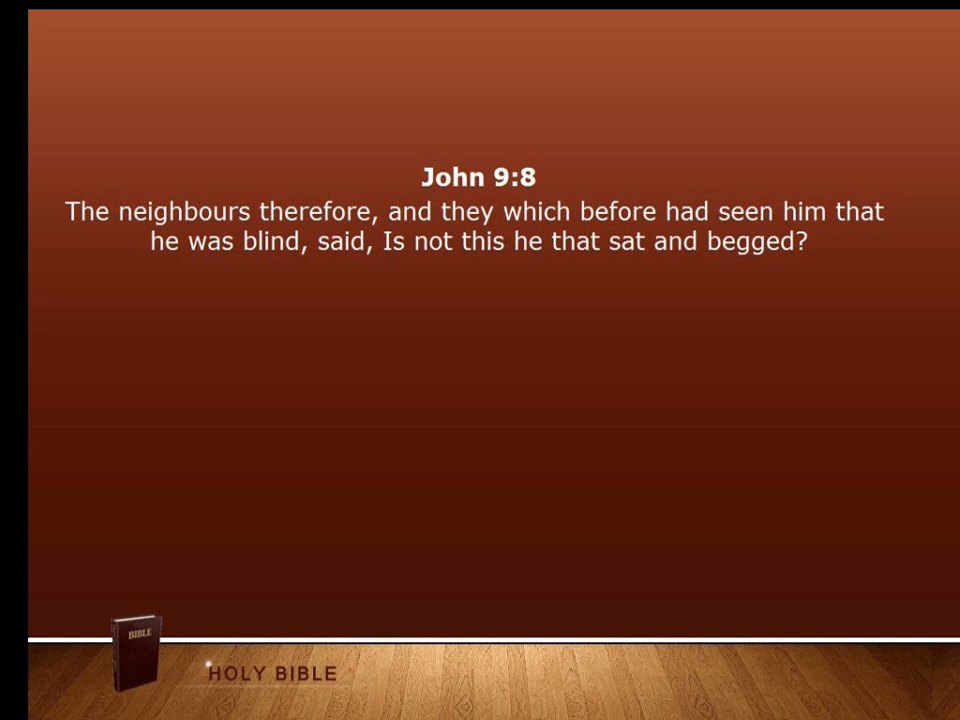 John 9:8
The neighbours therefore, and they which before had seen him that
he was blind, said, Is not this he that sat and begged?
BIBLE
HOLY BIBLE